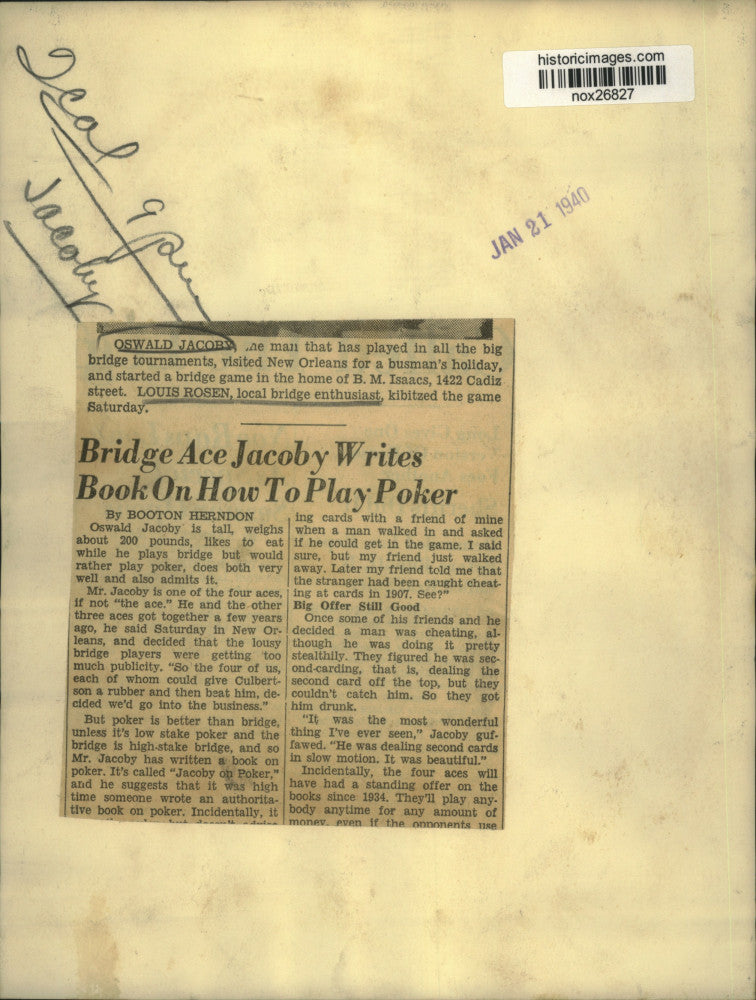 historicimages.com
nox26827
JAN 21 1940
Jacoby
OSWALD JACOBY, he man that has played in all the big
bridge tournaments, visited New Orleans for a busman's holiday,
and started a bridge game in the home of B. M. Isaacs, 1422 Cadiz
street. LOUIS ROSEN, local bridge enthusiast, kibitzed the game
Saturday.
Bridge Ace Jacoby Writes
Book On How To Play Poker
By BOOTON HERNDON
Oswald Jacoby is tall, weighs
about 200 pounds, likes to eat
while he plays bridge but would
rather play poker, does both very
well and also admits it.
Mr. Jacoby is one of the four aces,
if not "the ace." He and the other
three aces got together a few years
ago, he said Saturday in New Or-
leans, and decided that the lousy
bridge players were getting too
much publicity. "So the four of us,
each of whom could give Culbert-
son a rubber and then beat him, de-
cided we'd go into the business."
But poker is better than bridge,
unless it's low stake poker and the
bridge is high-stake bridge, and so
Mr. Jacoby has written a book on
poker. It's called "Jacoby on Poker,"
and he suggests that it was high
time someone wrote an authorita-
tive book on poker. Incidentally, it
ing cards with a friend of mine
when a man walked in and asked
if he could get in the game. I said
sure, but my friend just walked
away. Later my friend told me that
the stranger had been caught cheat-
ing at cards in 1907. See?"
Big Offer Still Good
Once some of his friends and he
decided a man was cheating, al-
though he was doing it pretty
stealthily. They figured he was sec-
ond-carding, that is, dealing the
second card off the top, but they
couldn't catch him. So they got
him drunk.
"It was the most wonderful
thing I've ever seen," Jacoby guf-
fawed. "He was dealing second cards
in slow motion. It was beautiful."
Incidentally, the four aces will
have had a standing offer on the
books since 1934. They'll play any-
body anytime for any amount of
money, even if the opponents use